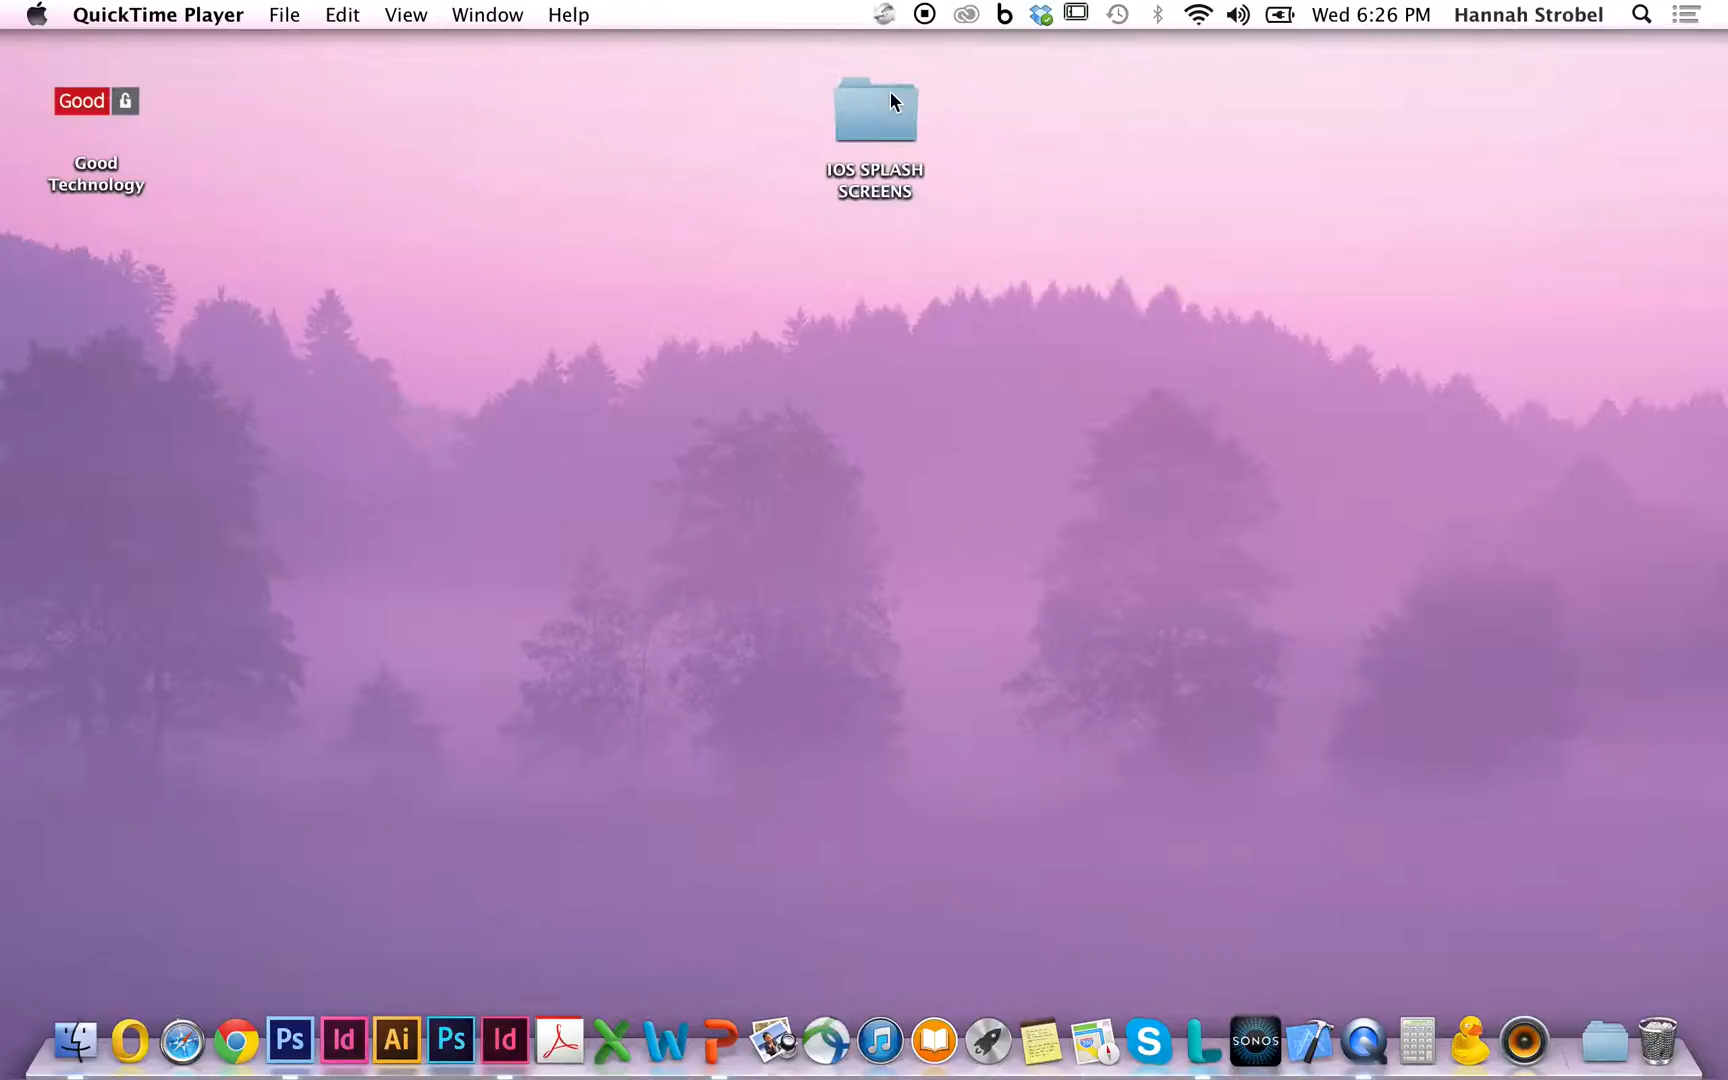 QuickTime Player File Edit View Window Help b Wed 6:26 PM Hannah Strobel
Good
Good
Technology
IOS SPLASH
SCREENS
Ps Id Ai Ps Id X W P 360 S L SONOS